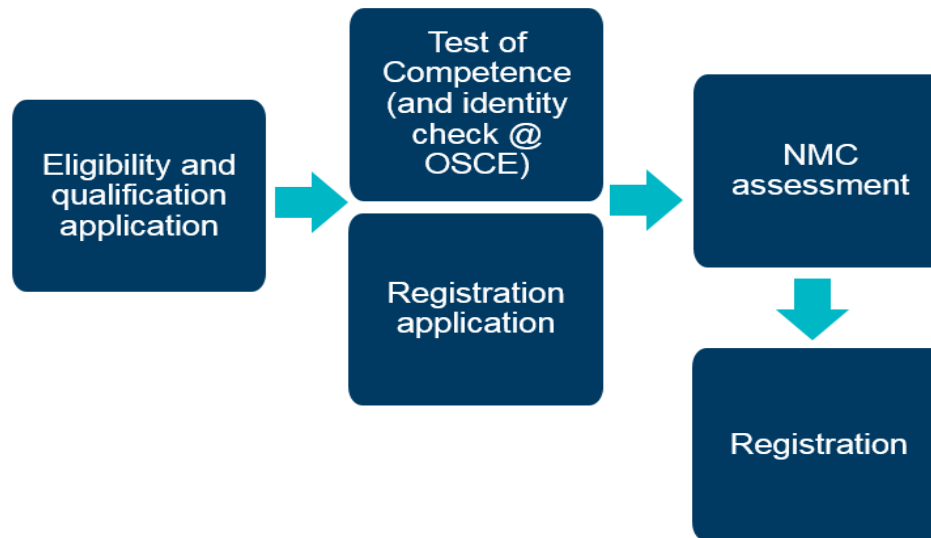 Eligibility and
qualification
application
Test of
Competence
(and identity
check @
OSCE)
Registration
application
NMC
assessment
Registration